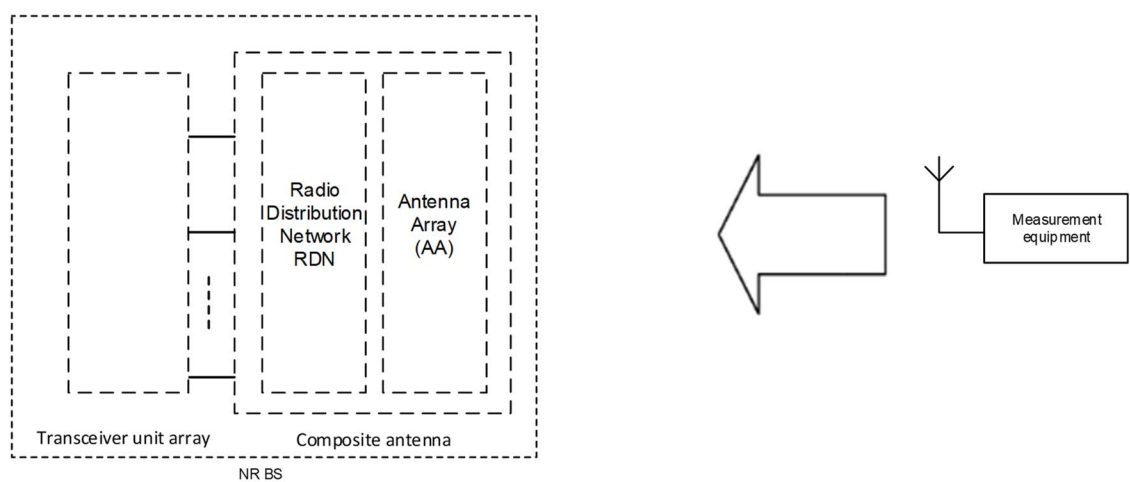 Radio
Distribution
Network
RDN
Antenna
Array
(AA)
Measurement
equipment
Transceiver unit array
Composite antenna
NR BS